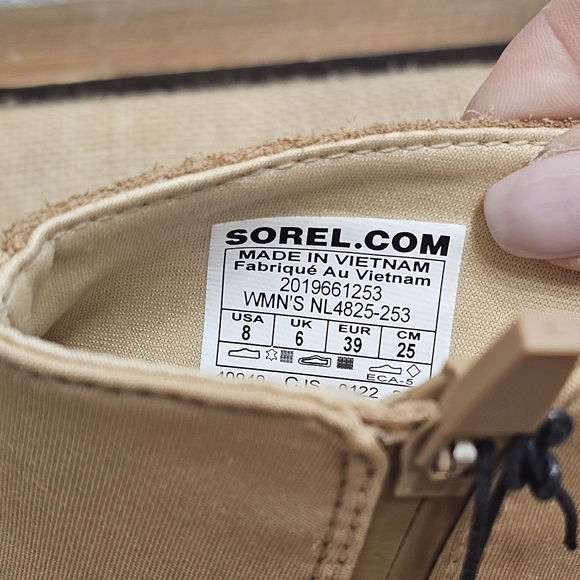 SOREL.COM
MADE IN VIETNAM
Fabriqué Au Vietnam
2019661253
WMN'S NL4825-253
USA UK EUR CM
8 6 39 25
ECA-5
CJS